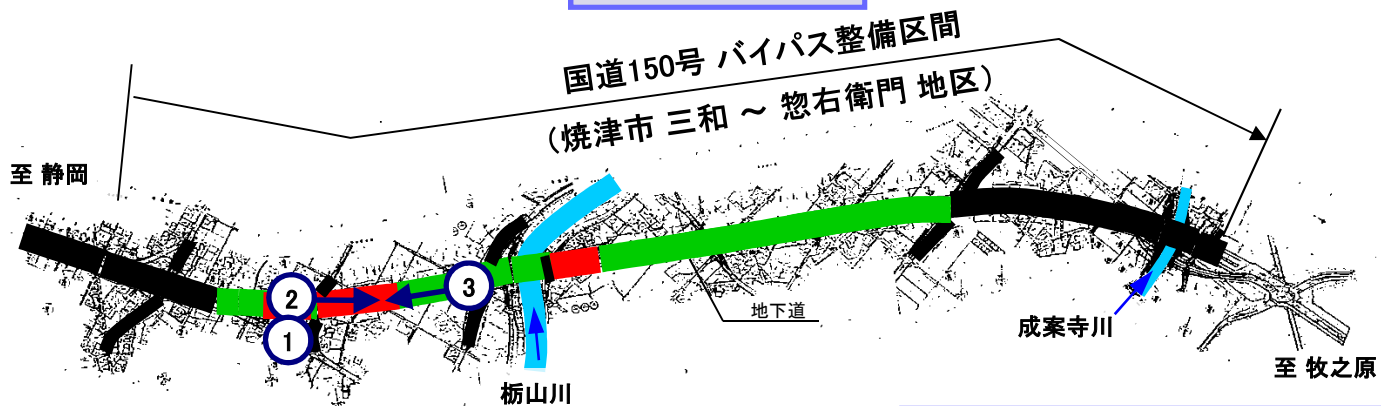 国道150号 バイパス整備区間
(焼津市 三和 ～ 惣右衛門 地区)
至 静岡
②
③
①
地下道
成案寺川
至 牧之原
栃山川